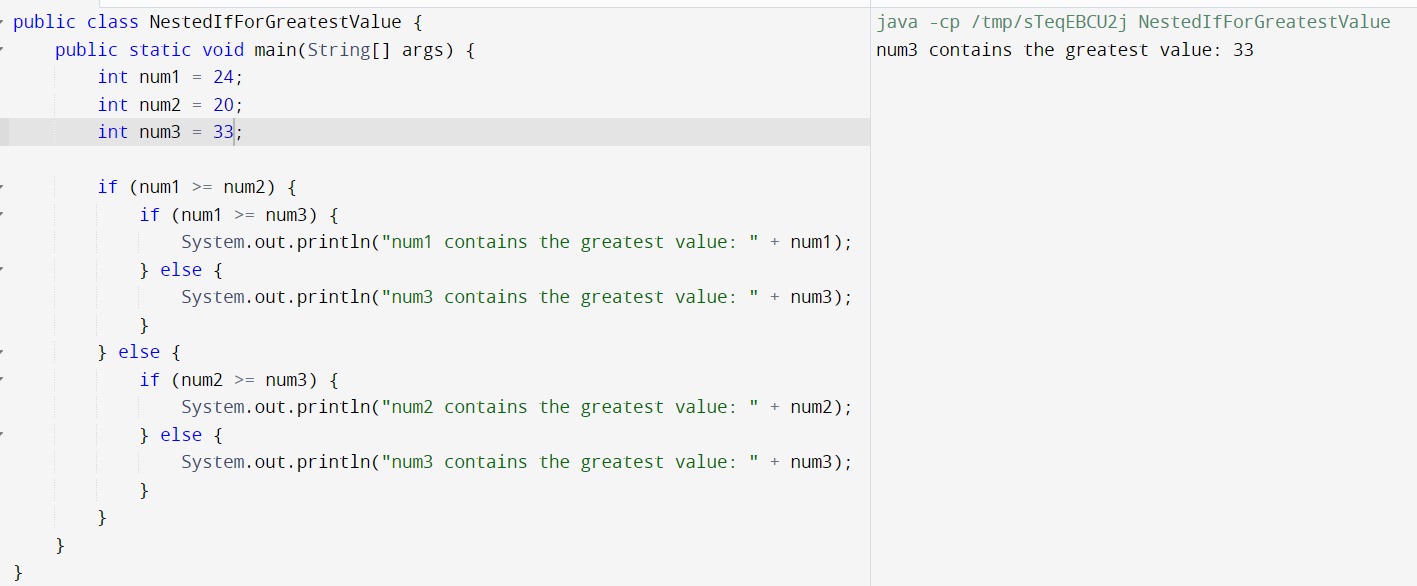 public class NestedIfForGreatestValue {
    public static void main(String[] args) {
        int num1 = 24;
        int num2 = 20;
        int num3 = 33;

        if (num1 >= num2) {
            if (num1 >= num3) {
                System.out.println("num1 contains the greatest value: " + num1);
            } else {
                System.out.println("num3 contains the greatest value: " + num3);
            }
        } else {
            if (num2 >= num3) {
                System.out.println("num2 contains the greatest value: " + num2);
            } else {
                System.out.println("num3 contains the greatest value: " + num3);
            }
        }
    }
}
java -cp /tmp/sTeqEBCU2j NestedIfForGreatestValue
num3 contains the greatest value: 33